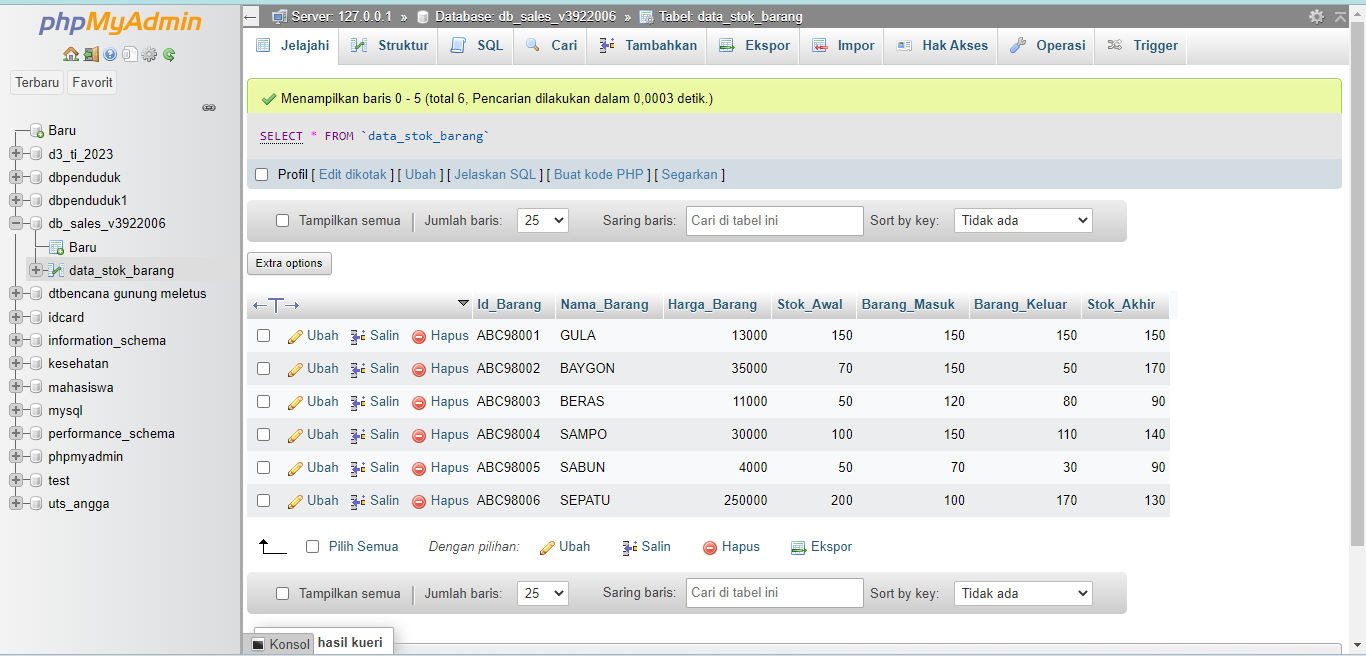 phpMyAdmin
Terbaru Favorit
Baru
d3_ti_2023
dbpenduduk
dbpenduduk1
db_sales_v3922006
Baru
data_stok_barang
dtbencana gunung meletus
idcard
information_schema
kesehatan
mahasiswa
mysql
performance_schema
phpmyadmin
test
uts_angga
Server: 127.0.0.1 » Database: db_sales_v3922006 » Tabel: data_stok_barang
Jelajahi Struktur SQL Cari Tambahkan Ekspor Impor Hak Akses Operasi Trigger
Menampilkan baris 0 - 5 (total 6, Pencarian dilakukan dalam 0,0003 detik.)
SELECT * FROM `data_stok_barang`
Profil [ Edit dikotak ] [ Ubah ] [ Jelaskan SQL ] [ Buat kode PHP ] [ Segarkan ]
Tampilkan semua | Jumlah baris: 25 Saring baris: Cari di tabel ini Sort by key: Tidak ada
Extra options
←T→ Id_Barang Nama_Barang Harga_Barang Stok_Awal Barang_Masuk Barang_Keluar Stok_Akhir
Ubah Salin Hapus ABC98001 GULA 13000 150 150 150 150
Ubah Salin Hapus ABC98002 BAYGON 35000 70 150 50 170
Ubah Salin Hapus ABC98003 BERAS 11000 50 120 80 90
Ubah Salin Hapus ABC98004 SAMPO 30000 100 150 110 140
Ubah Salin Hapus ABC98005 SABUN 4000 50 70 30 90
Ubah Salin Hapus ABC98006 SEPATU 250000 200 100 170 130
Pilih Semua Dengan pilihan: Ubah Salin Hapus Ekspor
Tampilkan semua | Jumlah baris: 25 Saring baris: Cari di tabel ini Sort by key: Tidak ada
Konsol hasil kueri